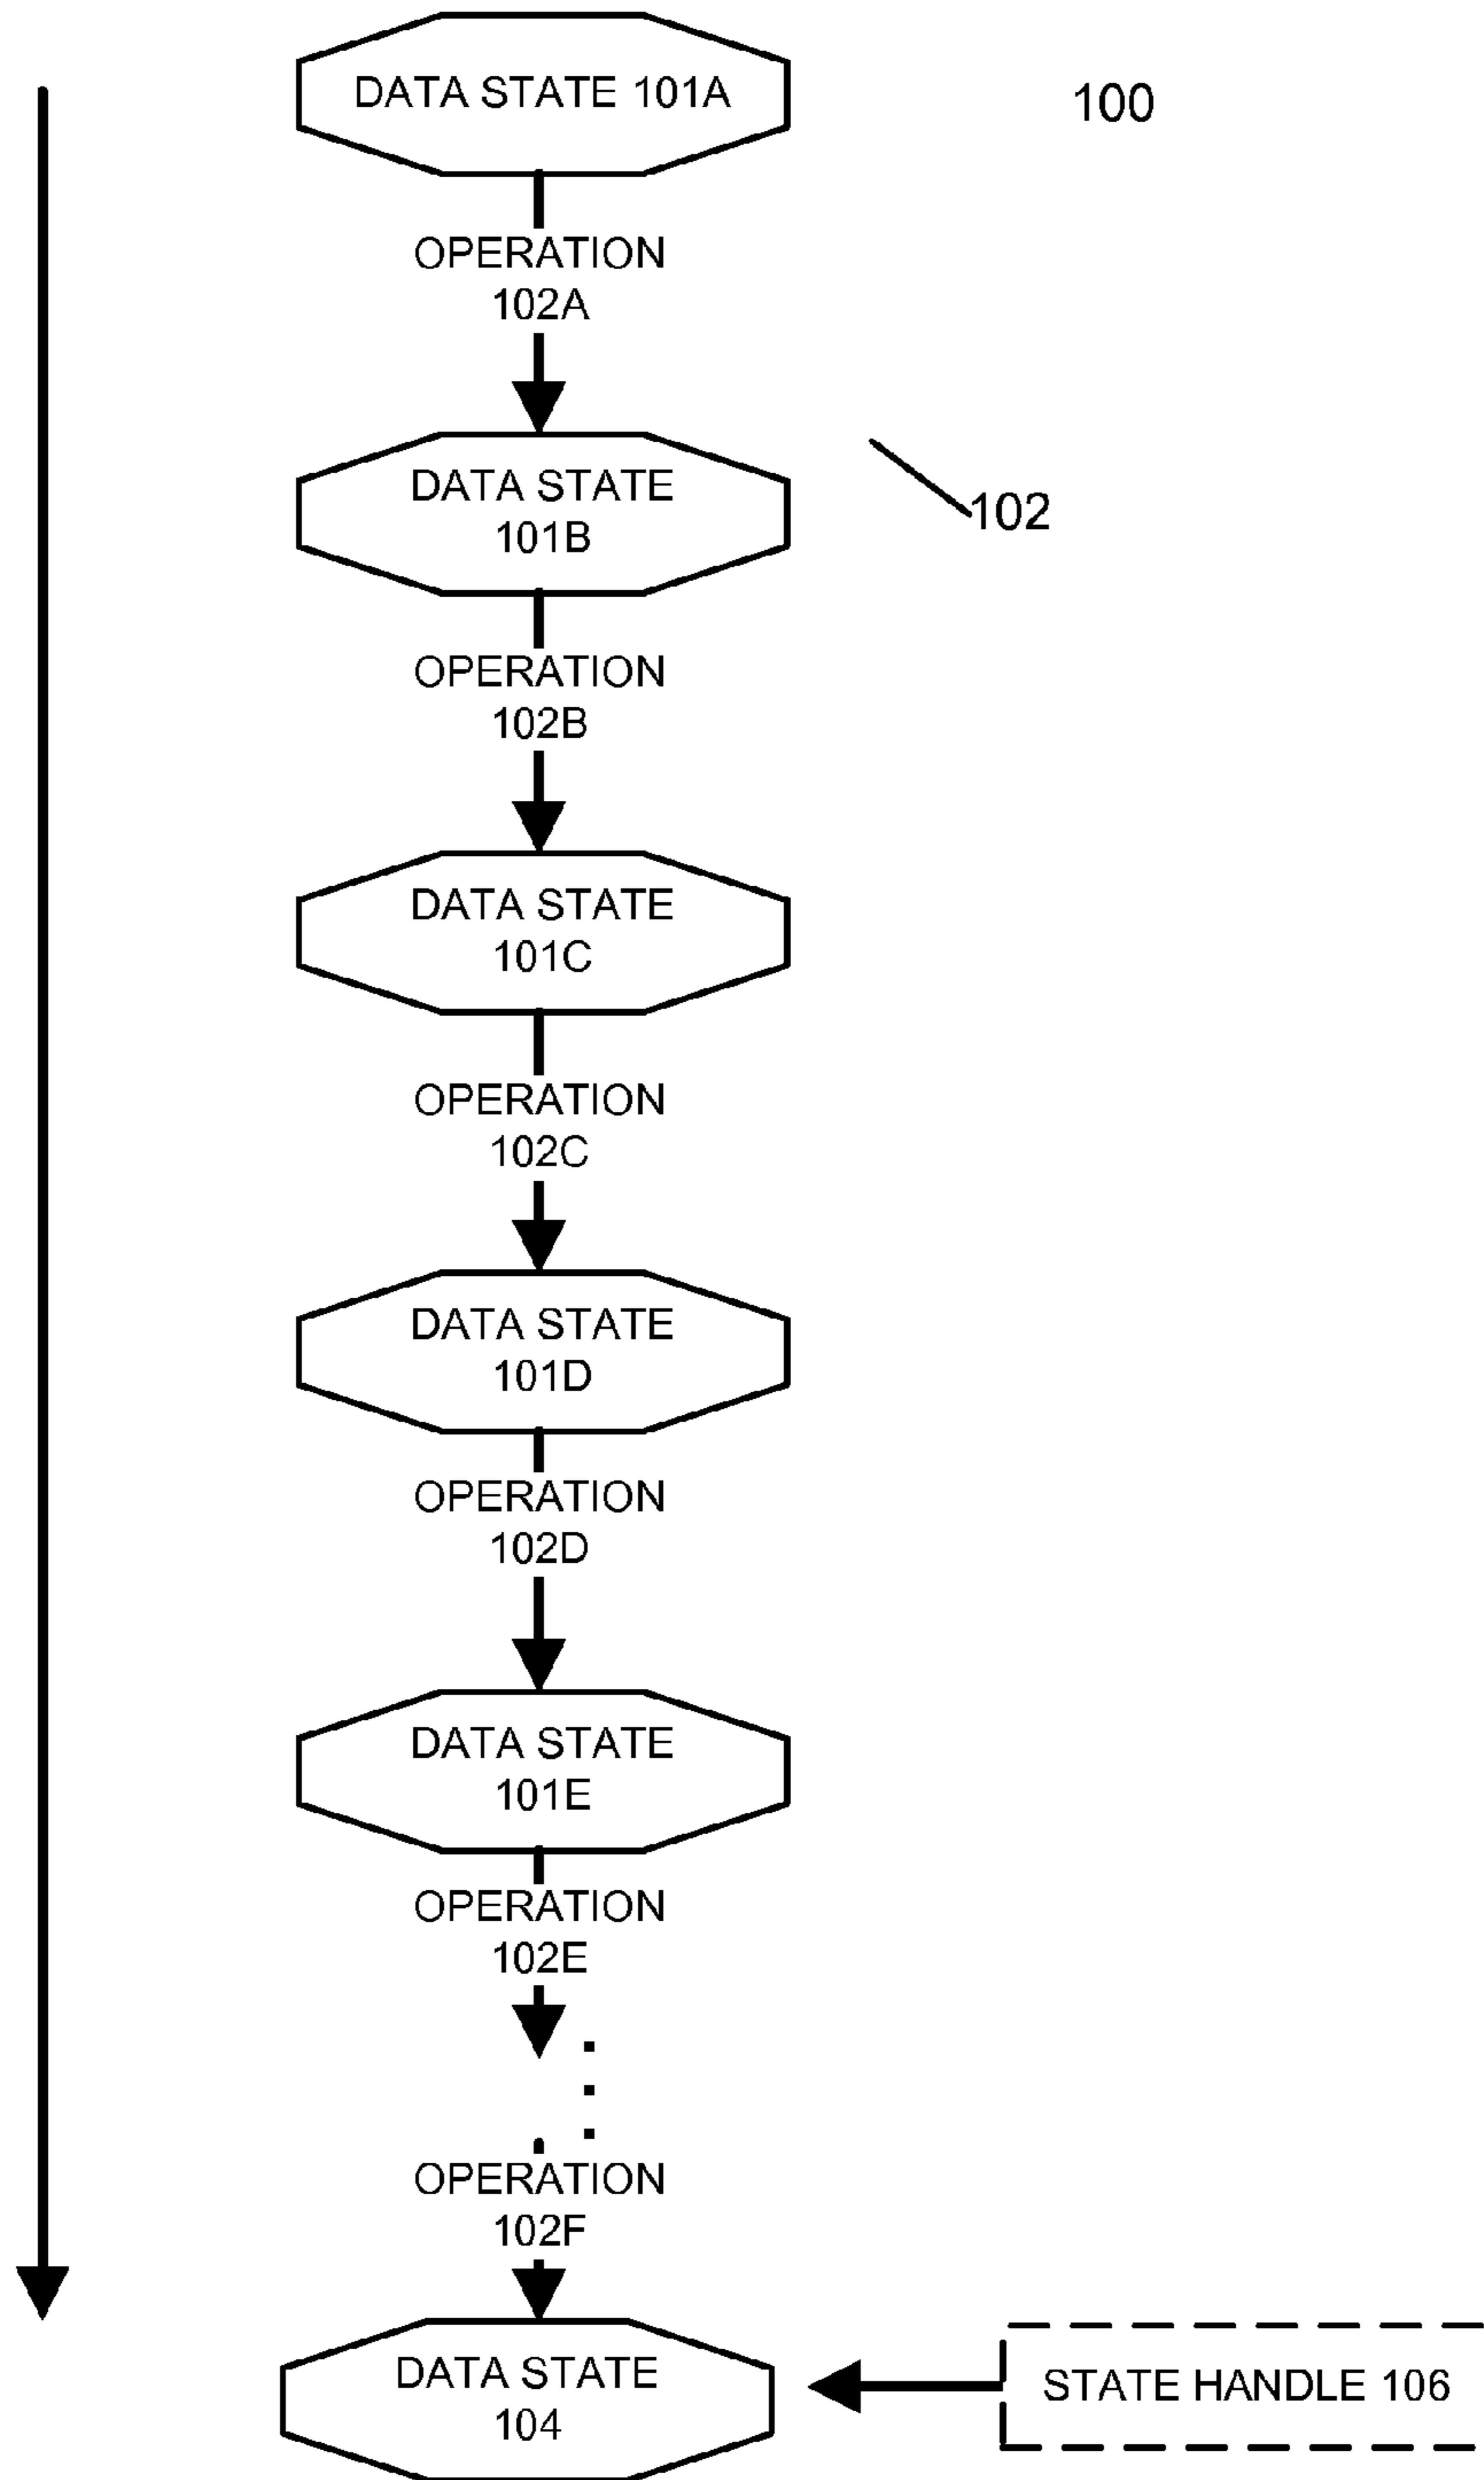 DATA STATE 101A
100
OPERATION
102A
DATA STATE
101B
102
OPERATION
102B
DATA STATE
101C
OPERATION
102C
DATA STATE
101D
OPERATION
102D
DATA STATE
101E
OPERATION
102E
OPERATION
102F
DATA STATE
104
STATE HANDLE 106